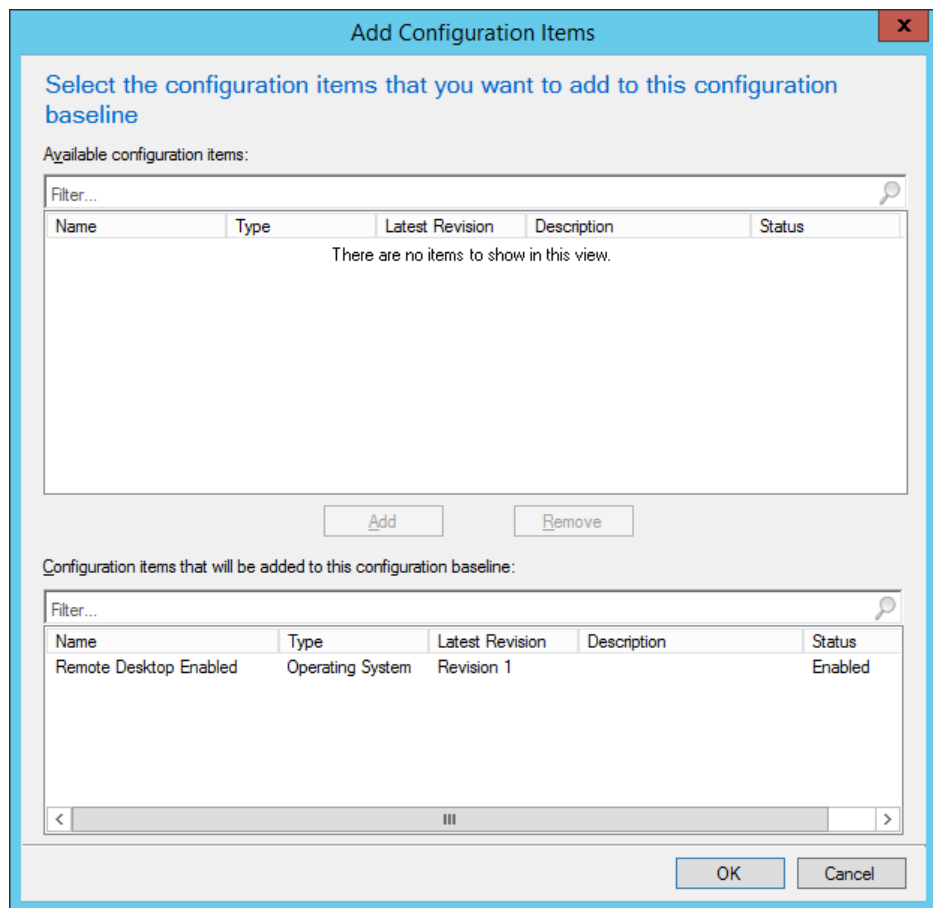 Add Configuration Items
x
Select the configuration items that you want to add to this configuration
baseline
Available configuration items:
Filter...
Name Type Latest Revision Description Status
There are no items to show in this view.
Add Remove
Configuration items that will be added to this configuration baseline:
Filter...
Name Type Latest Revision Description Status
Remote Desktop Enabled Operating System Revision 1 Enabled
OK Cancel